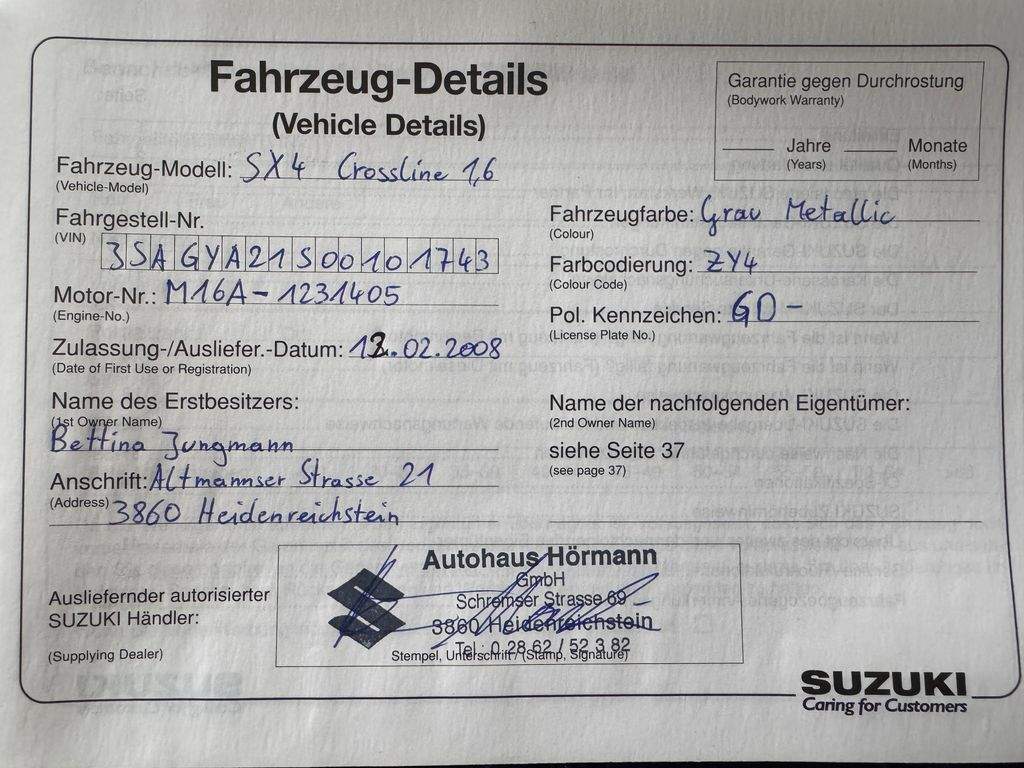 Fahrzeug-Details
(Vehicle Details)
Garantie gegen Durchrostung
(Bodywork Warranty)
Jahre Monate
(Years) (Months)
Fahrzeug-Modell: SX4 Crossline 1,6
(Vehicle-Model)
Fahrgestell-Nr.
(VIN) JSAGYA21S00101743
Motor-Nr.: M16A-1231405
(Engine-No.)
Zulassung-/Ausliefer.-Datum: 13.02.2008
(Date of First Use or Registration)
Fahrzeugfarbe: Grau Metallic
(Colour)
Farbcodierung: ZY4
(Colour Code)
Pol. Kennzeichen: GD-
(License Plate No.)
Name des Erstbesitzers:
(1st Owner Name)
Bettina Jungmann
Anschrift: Altmannser Strasse 21
(Address) 3860 Heidenreichstein
Name der nachfolgenden Eigentümer:
(2nd Owner Name)
siehe Seite 37
(see page 37)
Ausliefernder autorisierter
SUZUKI Händler:
(Supplying Dealer)
Autohaus Hörmann
GmbH
Schremser Strasse 69
3860 Heidenreichstein
Tel.: 0 28 62 / 52 3 82
Stempel, Unterschrift / (Stamp, Signature)
SUZUKI
Caring for Customers